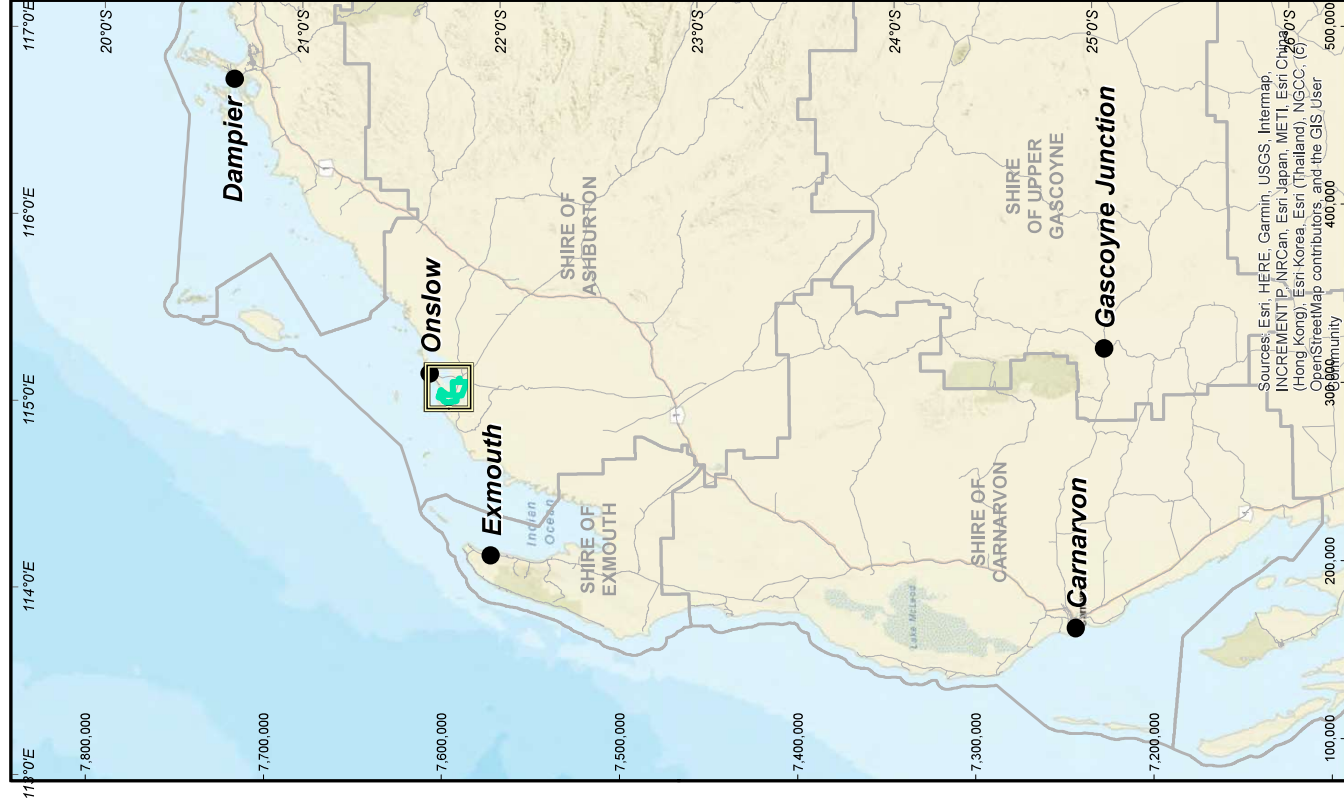 117°0'E
116°0'E
115°0'E
114°0'E
113°0'E
20°0'S
21°0'S
22°0'S
23°0'S
24°0'S
25°0'S
26°0'S
7,800,000
7,700,000
7,600,000
7,500,000
7,400,000
7,300,000
7,200,000
100,000
200,000
300,000
400,000
500,000
Dampier
Onslow
Exmouth
Indian
Ocean
SHIRE OF
ASHBURTON
SHIRE OF
EXMOUTH
SHIRE
OF UPPER
GASCOYNE
Gascoyne Junction
SHIRE OF
CARNARVON
Lake McLeod
Carnarvon
1
1
1
Sources: Esri, HERE, Garmin, USGS, Intermap,
INCREMENT P, NRCan, Esri Japan, METI, Esri China
(Hong Kong), Esri Korea, Esri (Thailand), NGCC, (c)
OpenStreetMap contributors, and the GIS User
Community